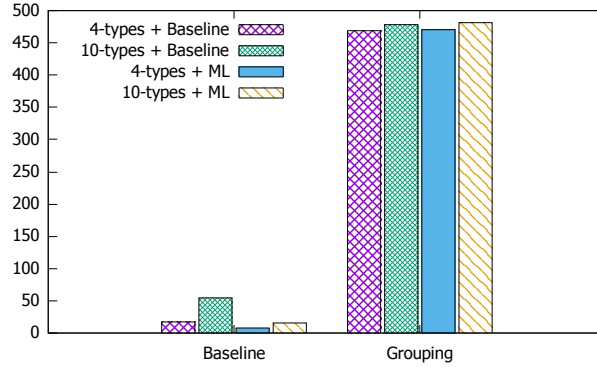 500
450
400
350
300
250
200
150
100
50
0
4-types + Baseline
10-types + Baseline
4-types + ML
10-types + ML
Baseline
Grouping